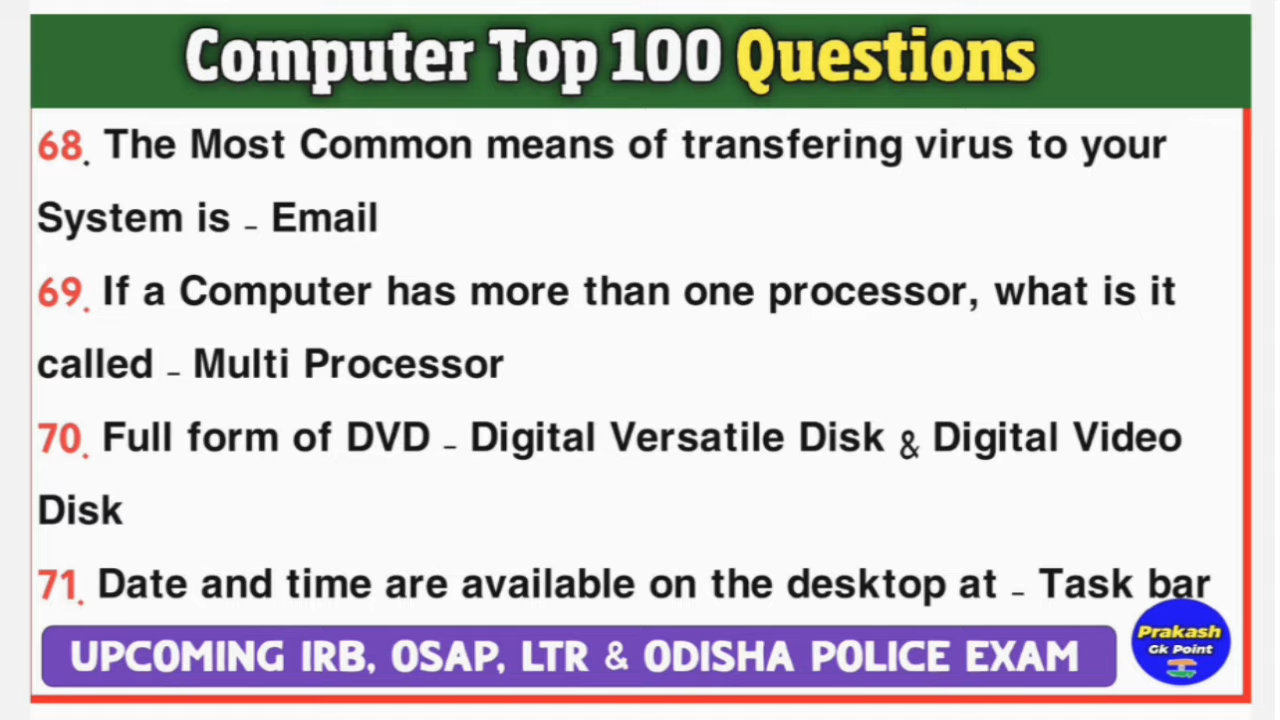 Computer Top 100 Questions
68. The Most Common means of transfering virus to your
System is - Email
69. If a Computer has more than one processor, what is it
called - Multi Processor
70. Full form of DVD - Digital Versatile Disk & Digital Video
Disk
71. Date and time are available on the desktop at - Task bar
UPCOMING IRB, OSAP, LTR & ODISHA POLICE EXAM
Prakash
Gk Point